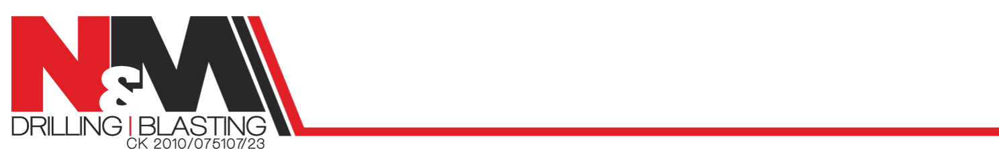 N&M
DRILLING | BLASTING
CK 2010/075107/23